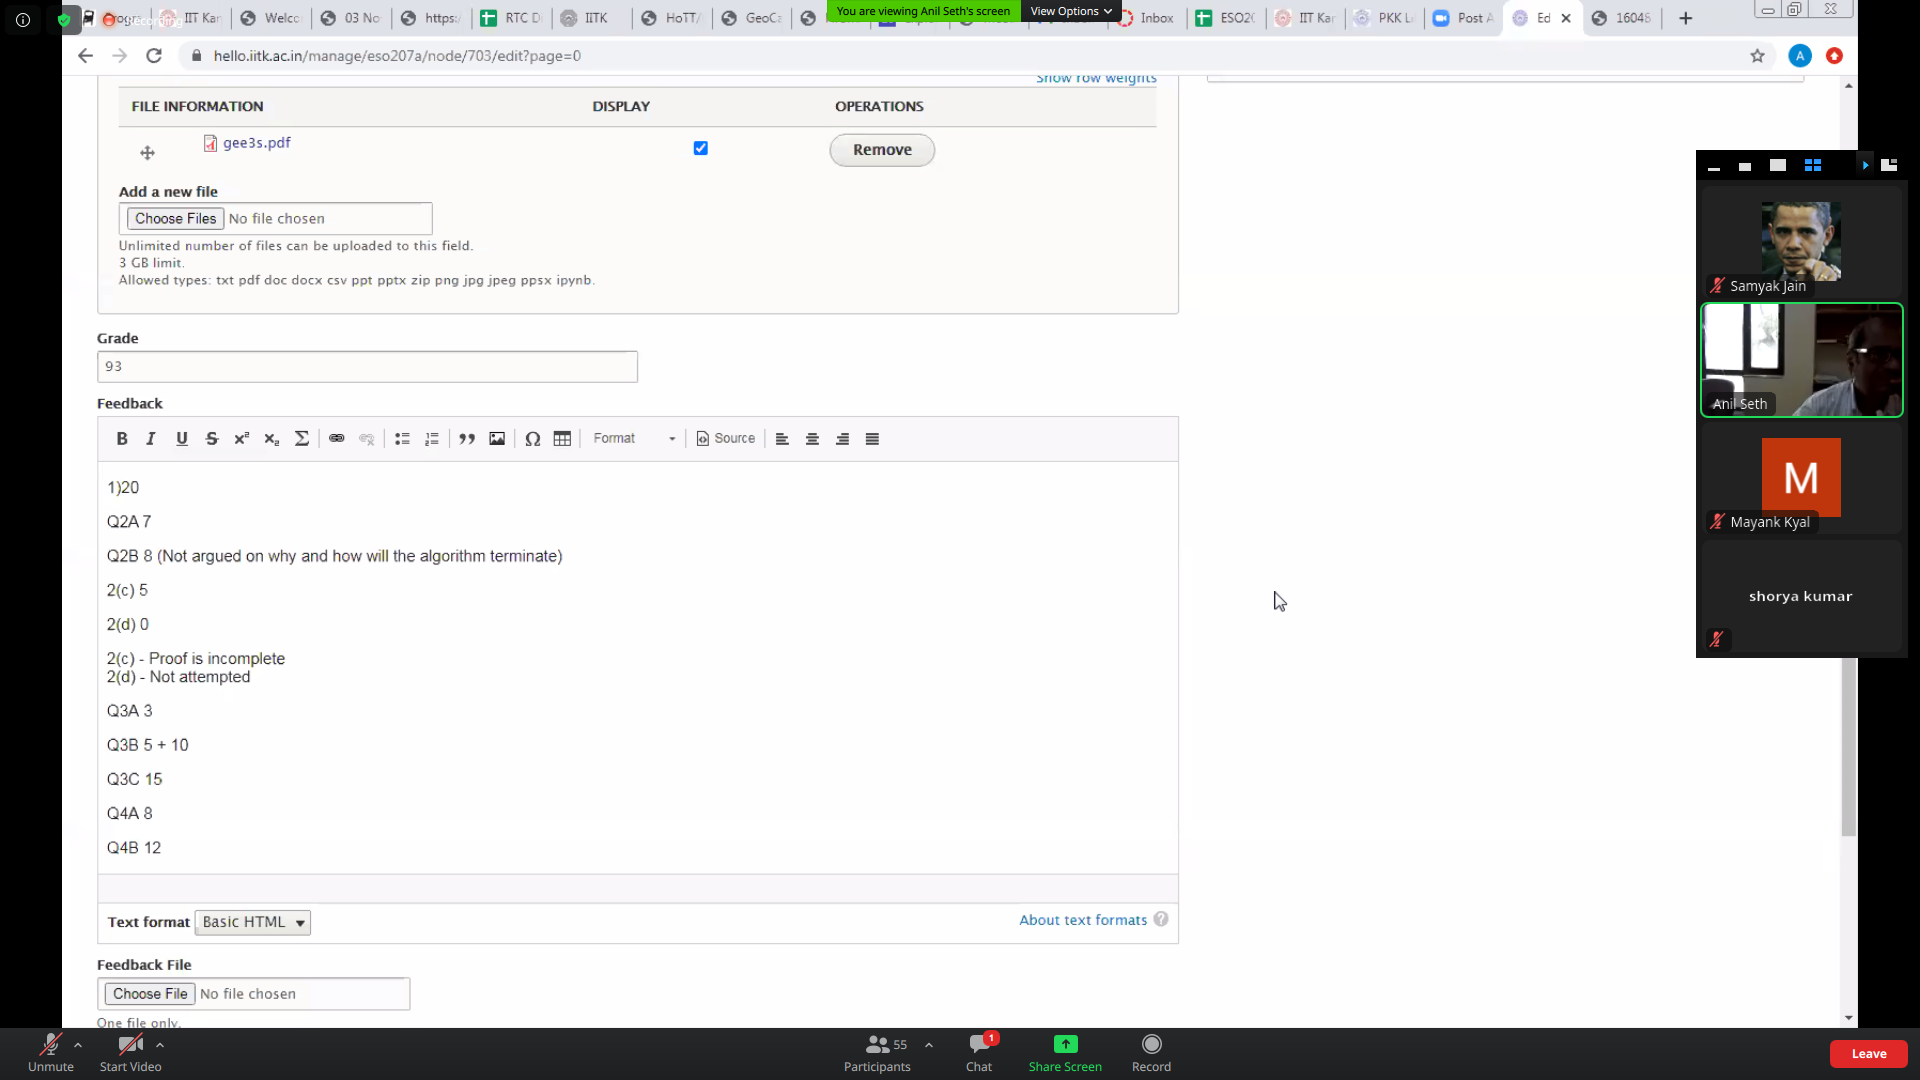 Recording
IIT Kan
Welco
03 No
https:
RTC D
IITK
HoTT/
GeoCa
You are viewing Anil Seth's screen
View Options
Inbox
ESO20
IIT Kan
PKK L
Post A
Ed
16048
hello.iitk.ac.in/manage/eso207a/node/703/edit?page=0
A
Show row weights
FILE INFORMATION
DISPLAY
OPERATIONS
gee3s.pdf
Remove
Add a new file
Choose Files No file chosen
Unlimited number of files can be uploaded to this field.
3 GB limit.
Allowed types: txt pdf doc docx csv ppt pptx zip png jpg jpeg ppsx ipynb.
Grade
93
Feedback
B I U S x² x₂ Σ
Ω
Format
Source
1)20
Q2A 7
Q2B 8 (Not argued on why and how will the algorithm terminate)
2(c) 5
2(d) 0
2(c) - Proof is incomplete
2(d) - Not attempted
Q3A 3
Q3B 5 + 10
Q3C 15
Q4A 8
Q4B 12
Text format Basic HTML
About text formats ?
Feedback File
Choose File No file chosen
One file only.
Samyak Jain
Anil Seth
M
Mayank Kyal
shorya kumar
Unmute
Start Video
55
Participants
1
Chat
Share Screen
Record
Leave